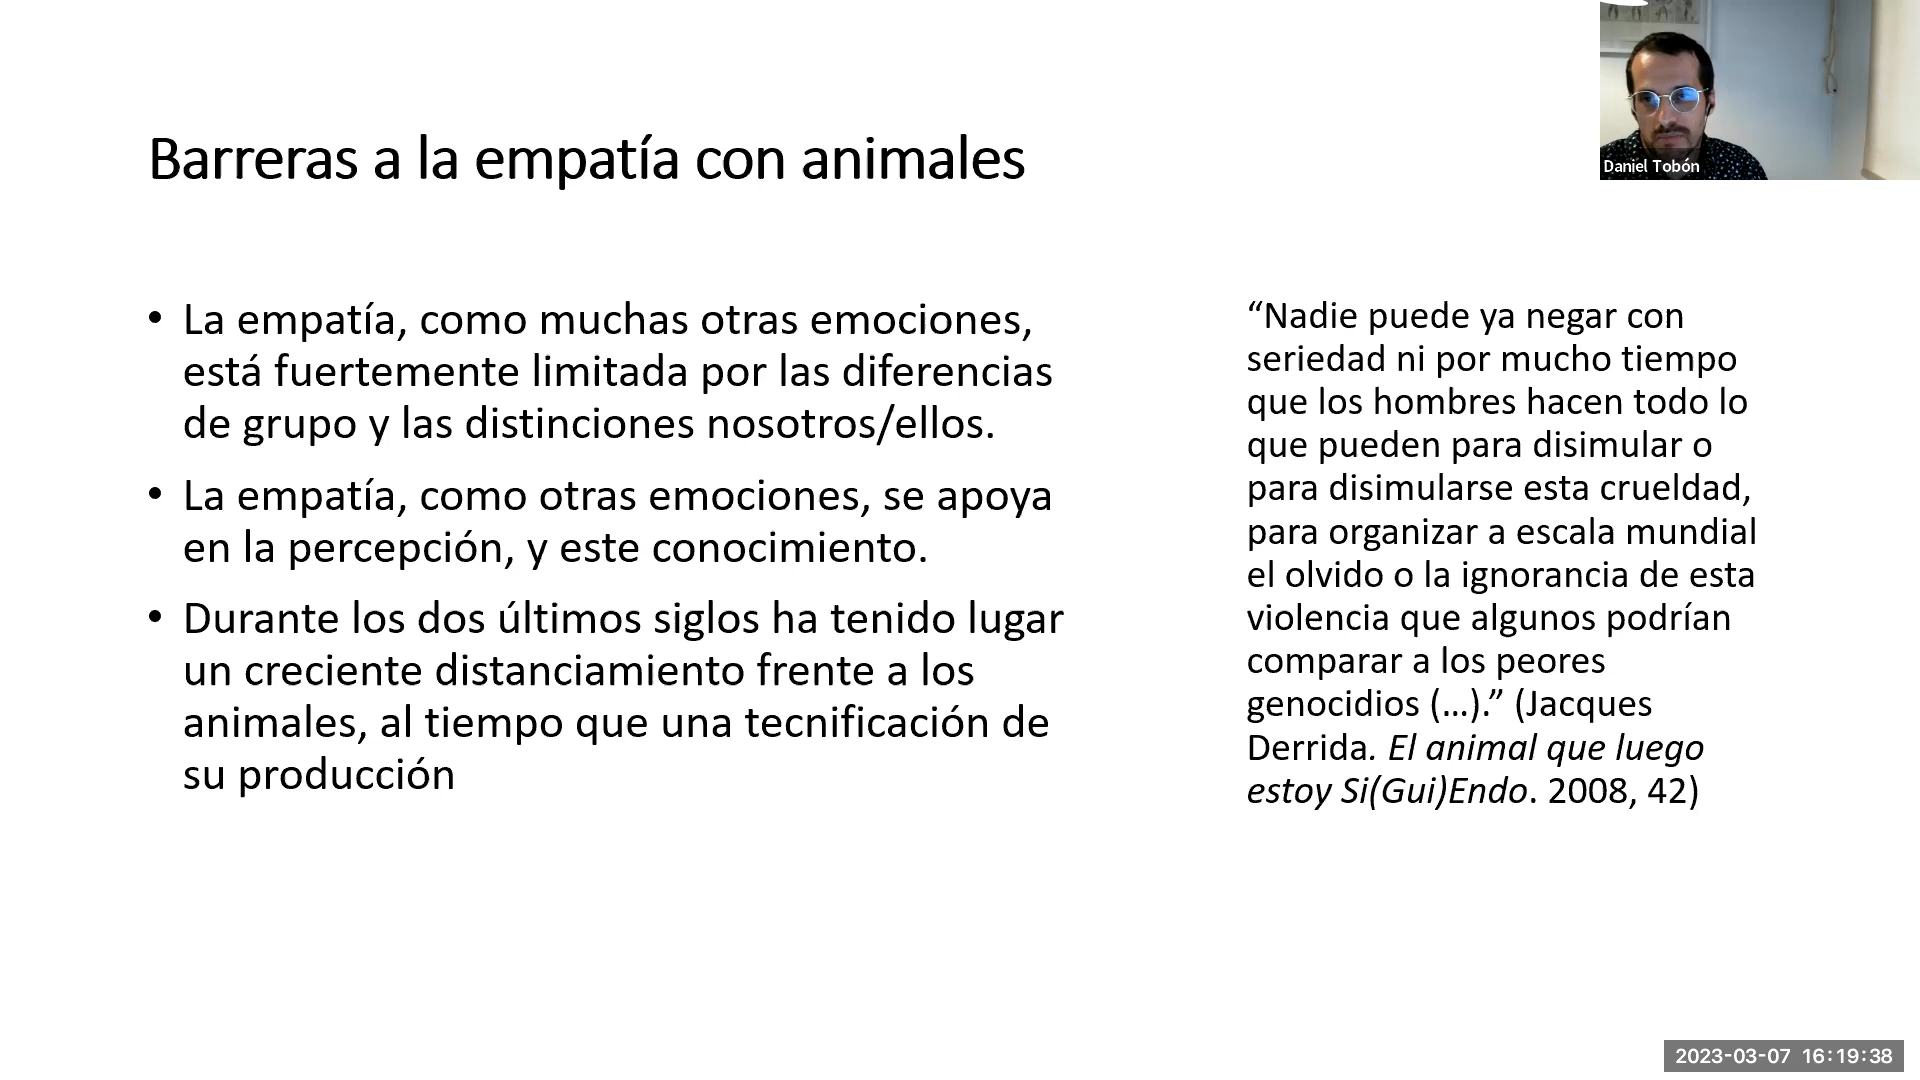 Barreras a la empatía con animales
Daniel Tobón
• La empatía, como muchas otras emociones,
está fuertemente limitada por las diferencias
de grupo y las distinciones nosotros/ellos.
• La empatía, como otras emociones, se apoya
en la percepción, y este conocimiento.
• Durante los dos últimos siglos ha tenido lugar
un creciente distanciamiento frente a los
animales, al tiempo que una tecnificación de
su producción
“Nadie puede ya negar con
seriedad ni por mucho tiempo
que los hombres hacen todo lo
que pueden para disimular o
para disimularse esta crueldad,
para organizar a escala mundial
el olvido o la ignorancia de esta
violencia que algunos podrían
comparar a los peores
genocidios (…).” (Jacques
Derrida. El animal que luego
estoy Si(Gui)Endo. 2008, 42)
2023-03-07 16:19:38